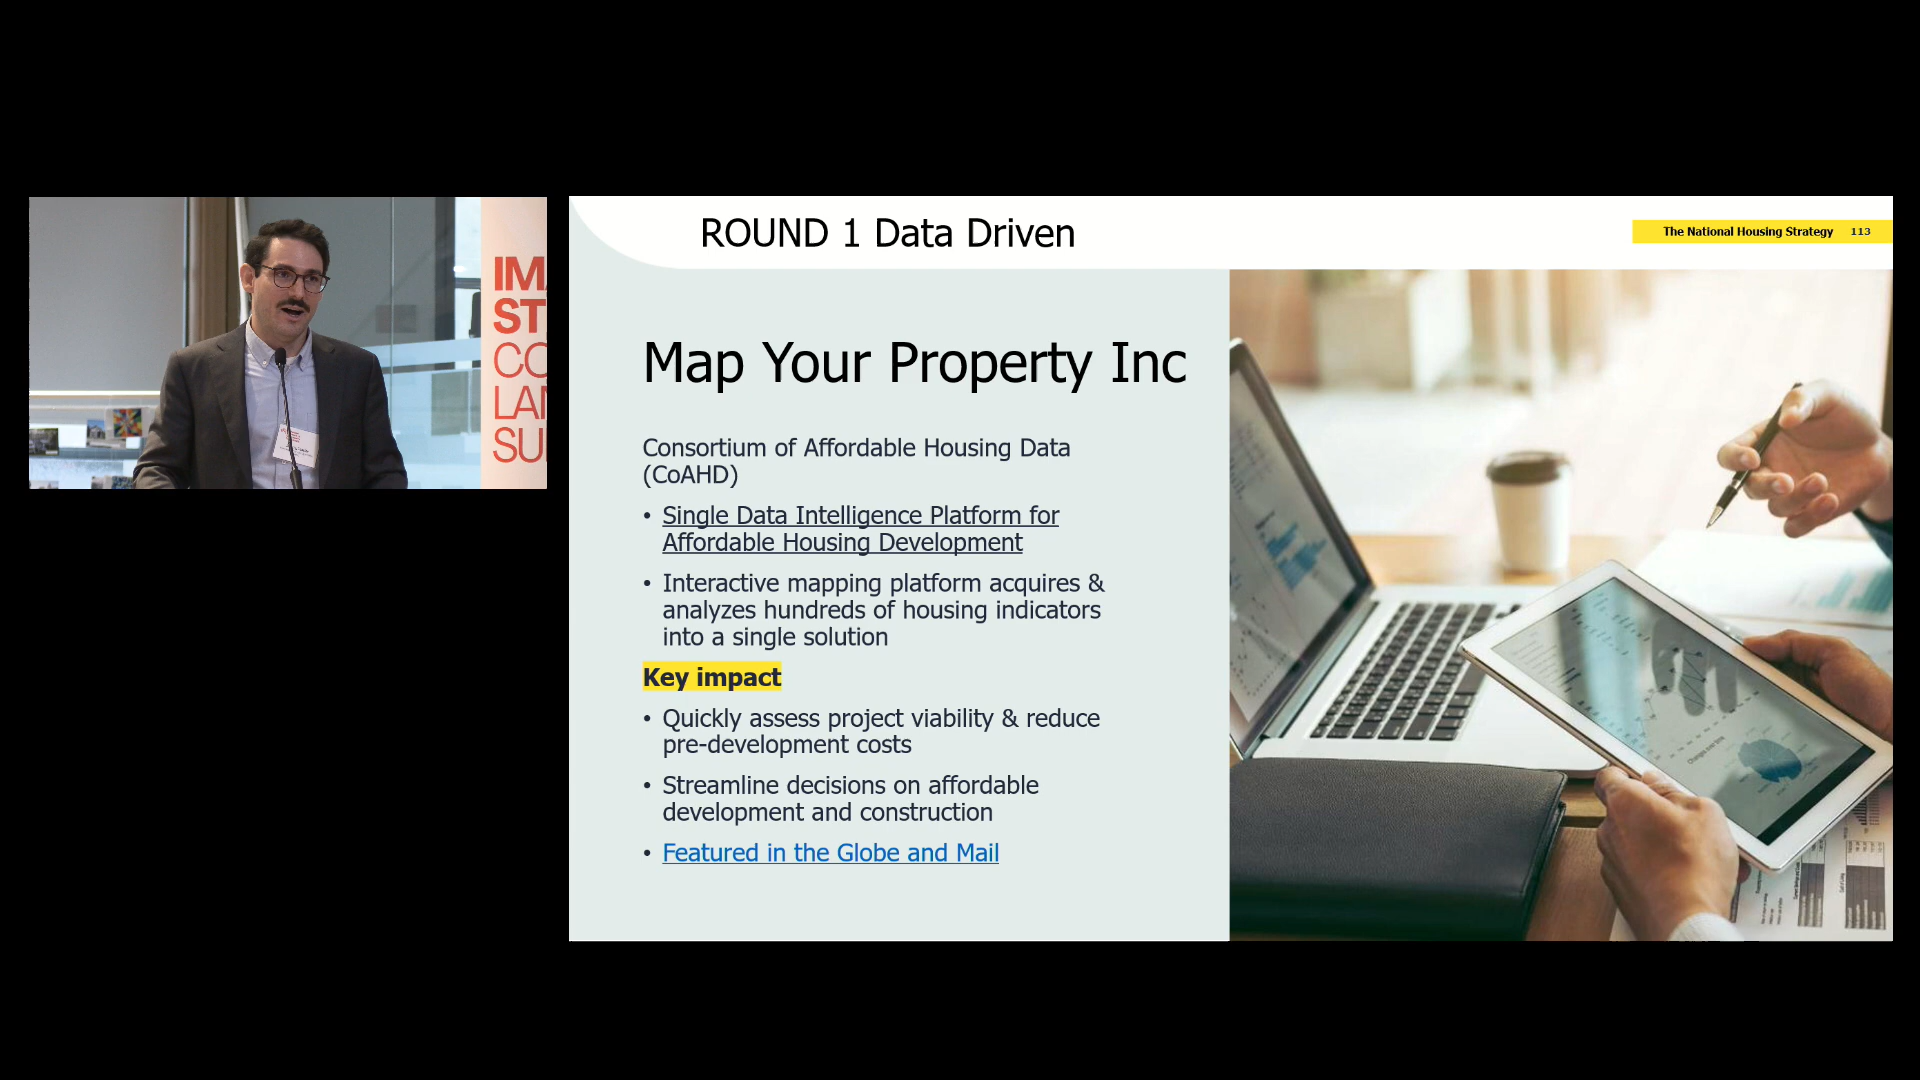 IM
ST
CO
LAN
SU
ROUND 1 Data Driven
The National Housing Strategy 113
Map Your Property Inc
Consortium of Affordable Housing Data
(CoAHD)
• Single Data Intelligence Platform for
Affordable Housing Development
• Interactive mapping platform acquires &
analyzes hundreds of housing indicators
into a single solution
Key impact
• Quickly assess project viability & reduce
pre-development costs
• Streamline decisions on affordable
development and construction
• Featured in the Globe and Mail